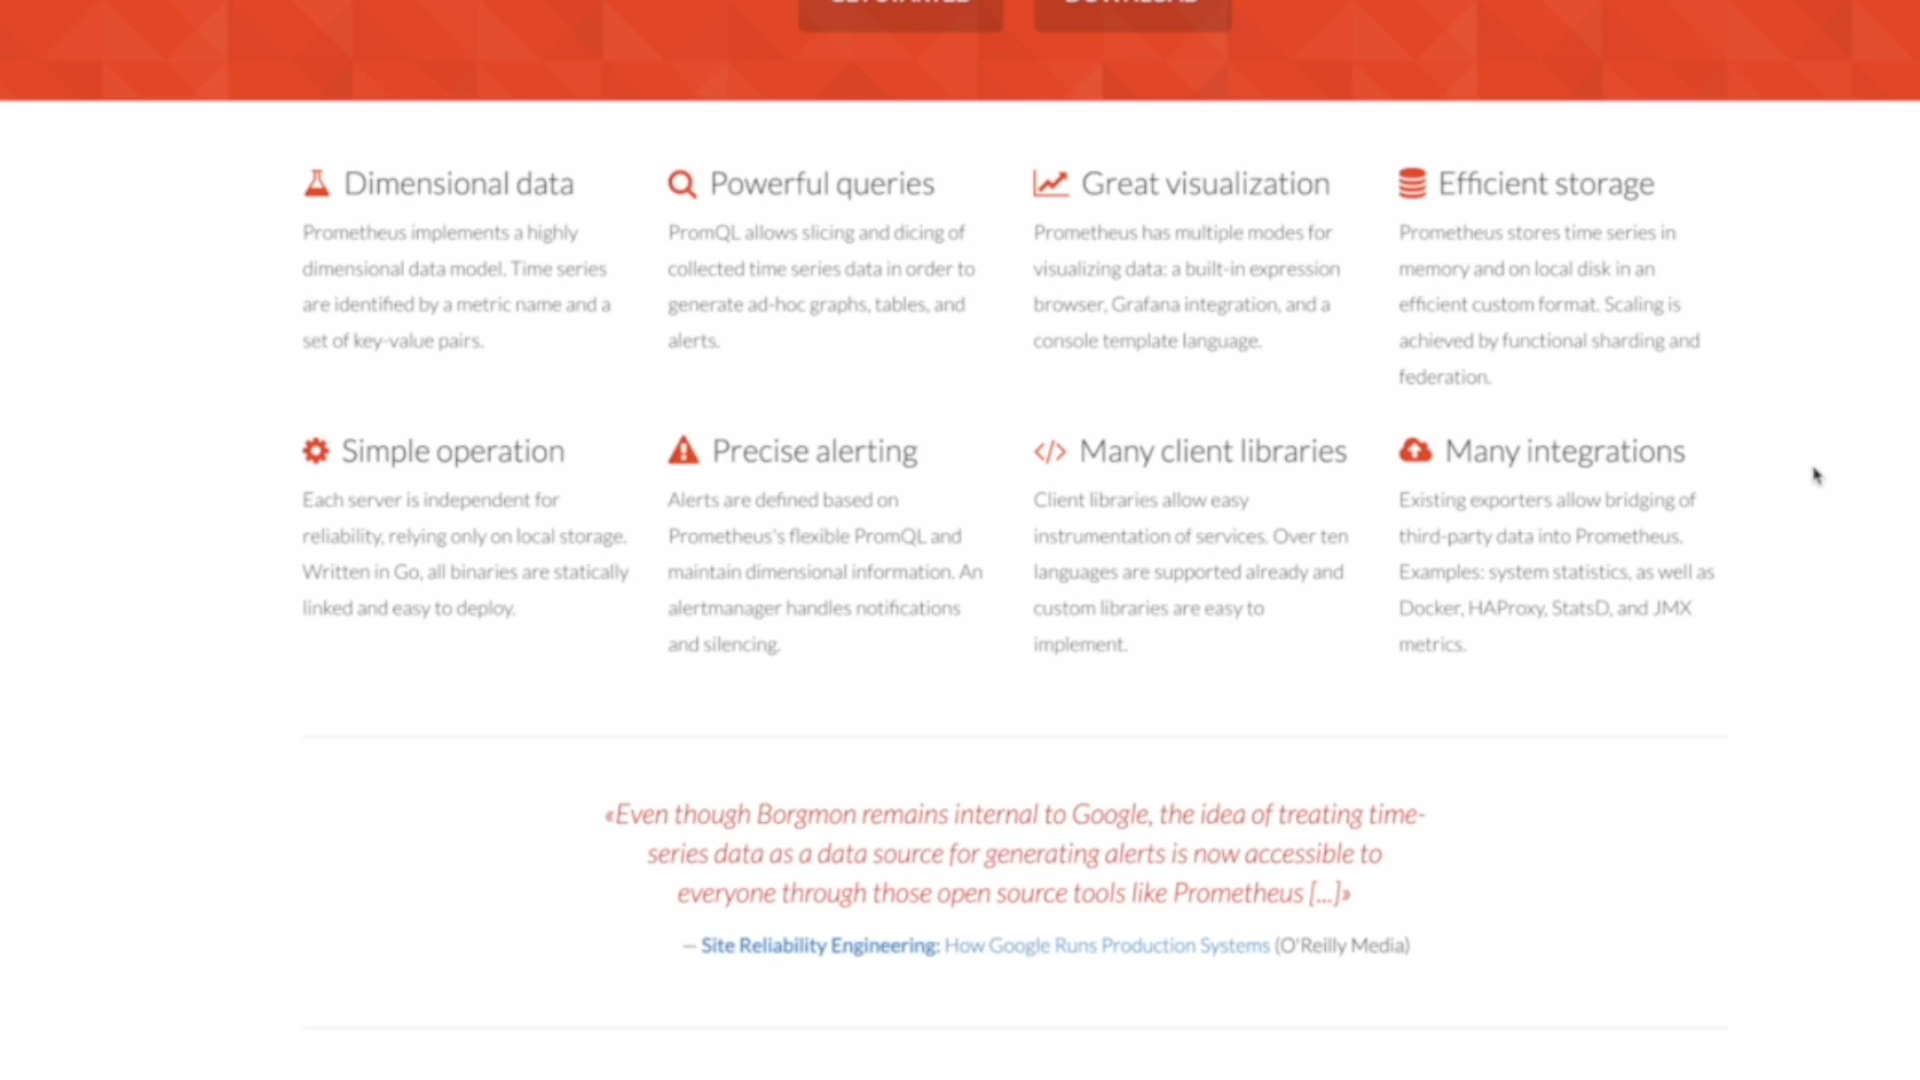 GET STARTED DOWNLOAD
Dimensional data
Prometheus implements a highly
dimensional data model. Time series
are identified by a metric name and a
set of key-value pairs.
Powerful queries
PromQL allows slicing and dicing of
collected time series data in order to
generate ad-hoc graphs, tables, and
alerts.
Great visualization
Prometheus has multiple modes for
visualizing data: a built-in expression
browser, Grafana integration, and a
console template language.
Efficient storage
Prometheus stores time series in
memory and on local disk in an
efficient custom format. Scaling is
achieved by functional sharding and
federation.
Simple operation
Each server is independent for
reliability, relying only on local storage.
Written in Go, all binaries are statically
linked and easy to deploy.
Precise alerting
Alerts are defined based on
Prometheus's flexible PromQL and
maintain dimensional information. An
alertmanager handles notifications
and silencing.
Many client libraries
Client libraries allow easy
instrumentation of services. Over ten
languages are supported already and
custom libraries are easy to
implement.
Many integrations
Existing exporters allow bridging of
third-party data into Prometheus.
Examples: system statistics, as well as
Docker, HAProxy, StatsD, and JMX
metrics.
«Even though Borgmon remains internal to Google, the idea of treating time-
series data as a data source for generating alerts is now accessible to
everyone through those open source tools like Prometheus [...]»
— Site Reliability Engineering: How Google Runs Production Systems (O'Reilly Media)